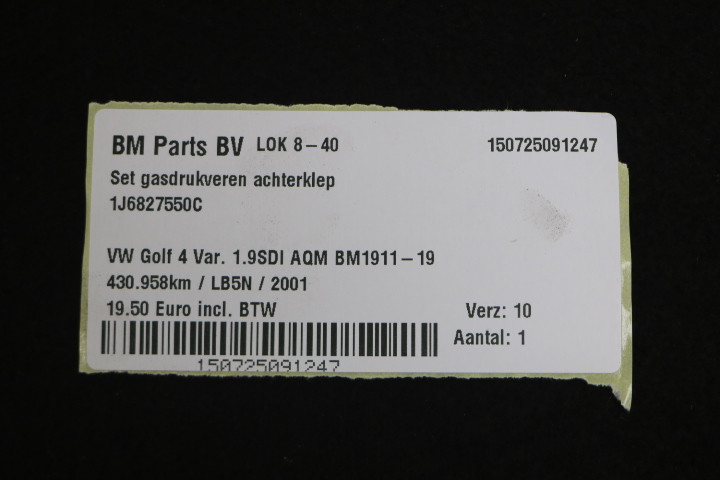 BM Parts BV LOK 8-40 150725091247
Set gasdrukveren achterklep
1J6827550C
VW Golf 4 Var. 1.9SDI AQM BM1911-19
430.958km / LB5N / 2001
19.50 Euro incl. BTW Verz: 10
Aantal: 1
150725091247